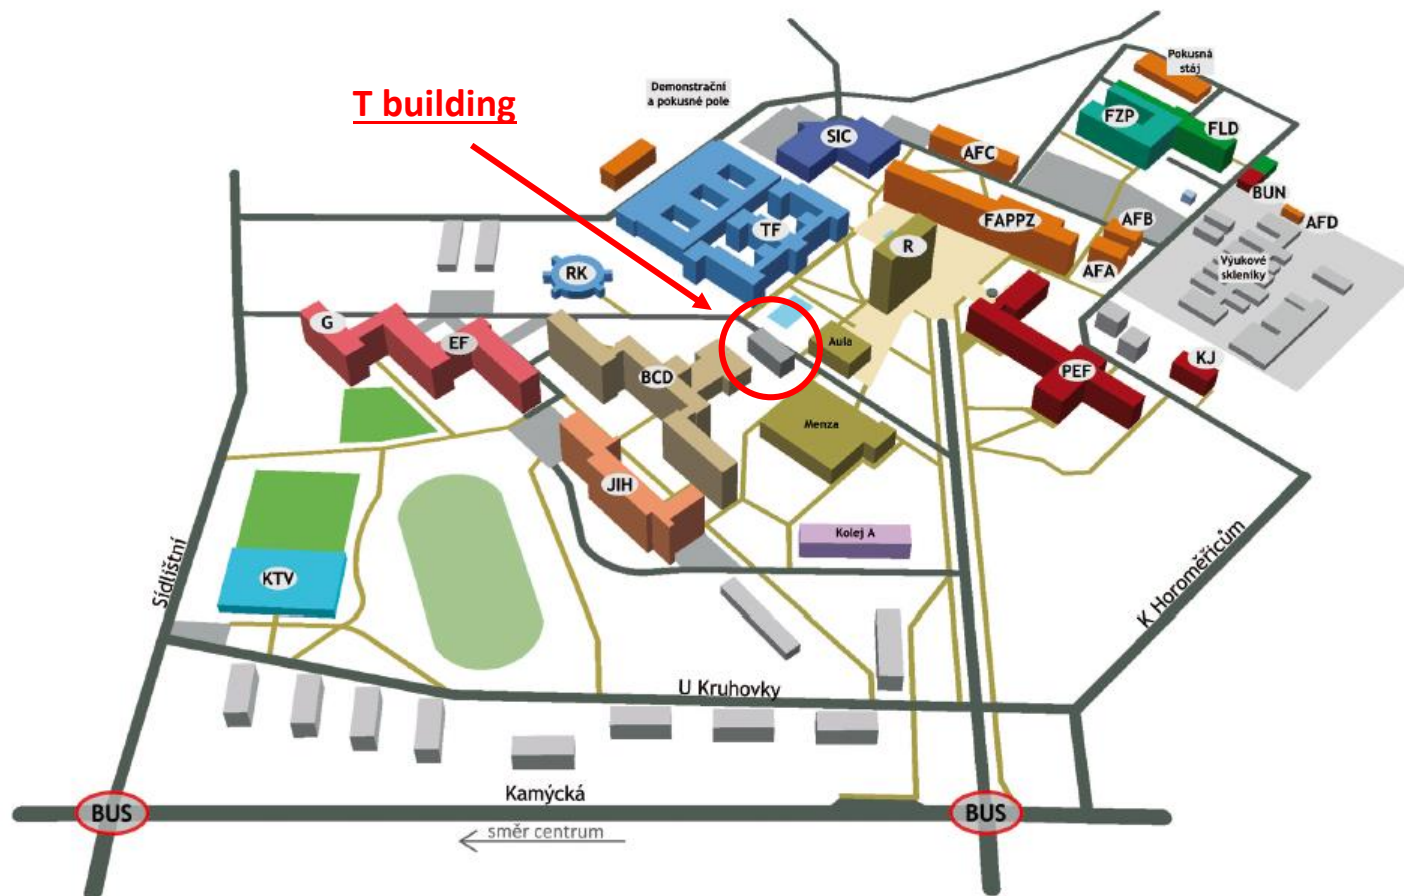 Pokusná
stáj
Demonstrační
a pokusné pole
T building
FZP
FLD
SIC
AFC
BUN
AFB
AFD
FAPPZ
TF
R
AFA
Výukové
skleníky
RK
G
EF
Aula
BCD
PEF
KJ
Menza
JIH
Kolej A
KTV
Sídlištní
K Horoměřicům
U Kruhovky
Kamýcká
BUS
BUS
směr centrum